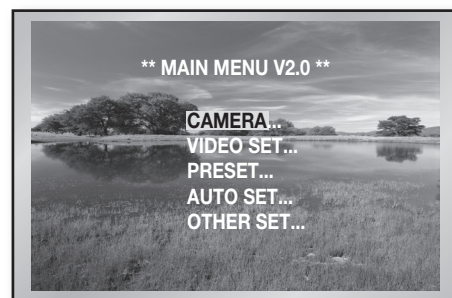 ** MAIN MENU V2.0 **
CAMERA...
VIDEO SET...
PRESET...
AUTO SET...
OTHER SET...